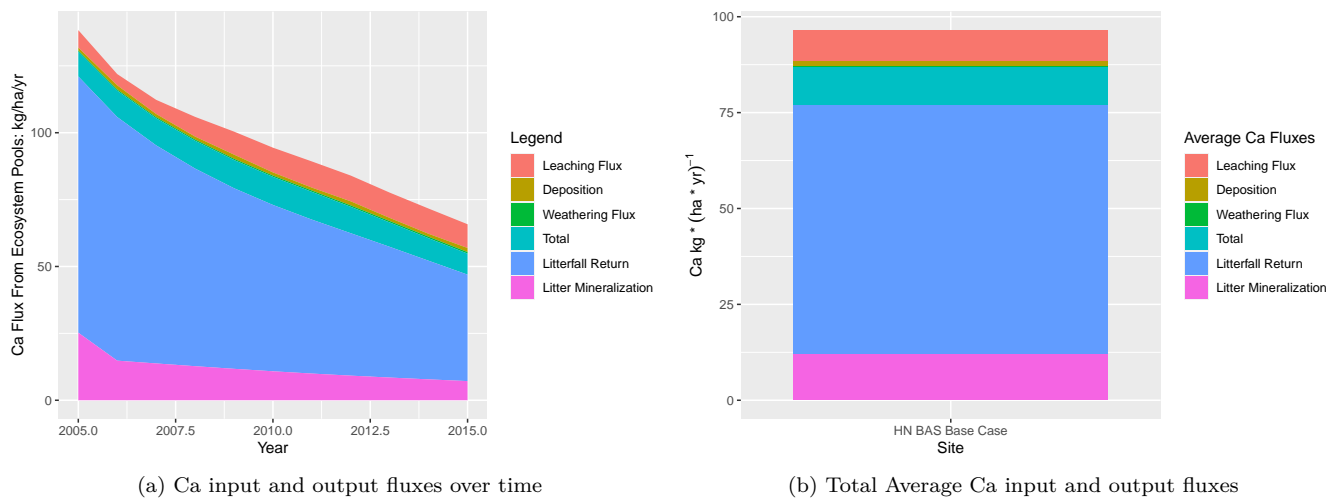 Ca Flux From Ecosystem Pools: kg/ha/yr
100
50
0
2005.0 2007.5 2010.0 2012.5 2015.0
Year
Legend
Leaching Flux
Deposition
Weathering Flux
Total
Litterfall Return
Litter Mineralization
(a) Ca input and output fluxes over time
Ca kg * (ha * yr)⁻¹
100
75
50
25
0
HN BAS Base Case
Site
Average Ca Fluxes
Leaching Flux
Deposition
Weathering Flux
Total
Litterfall Return
Litter Mineralization
(b) Total Average Ca input and output fluxes